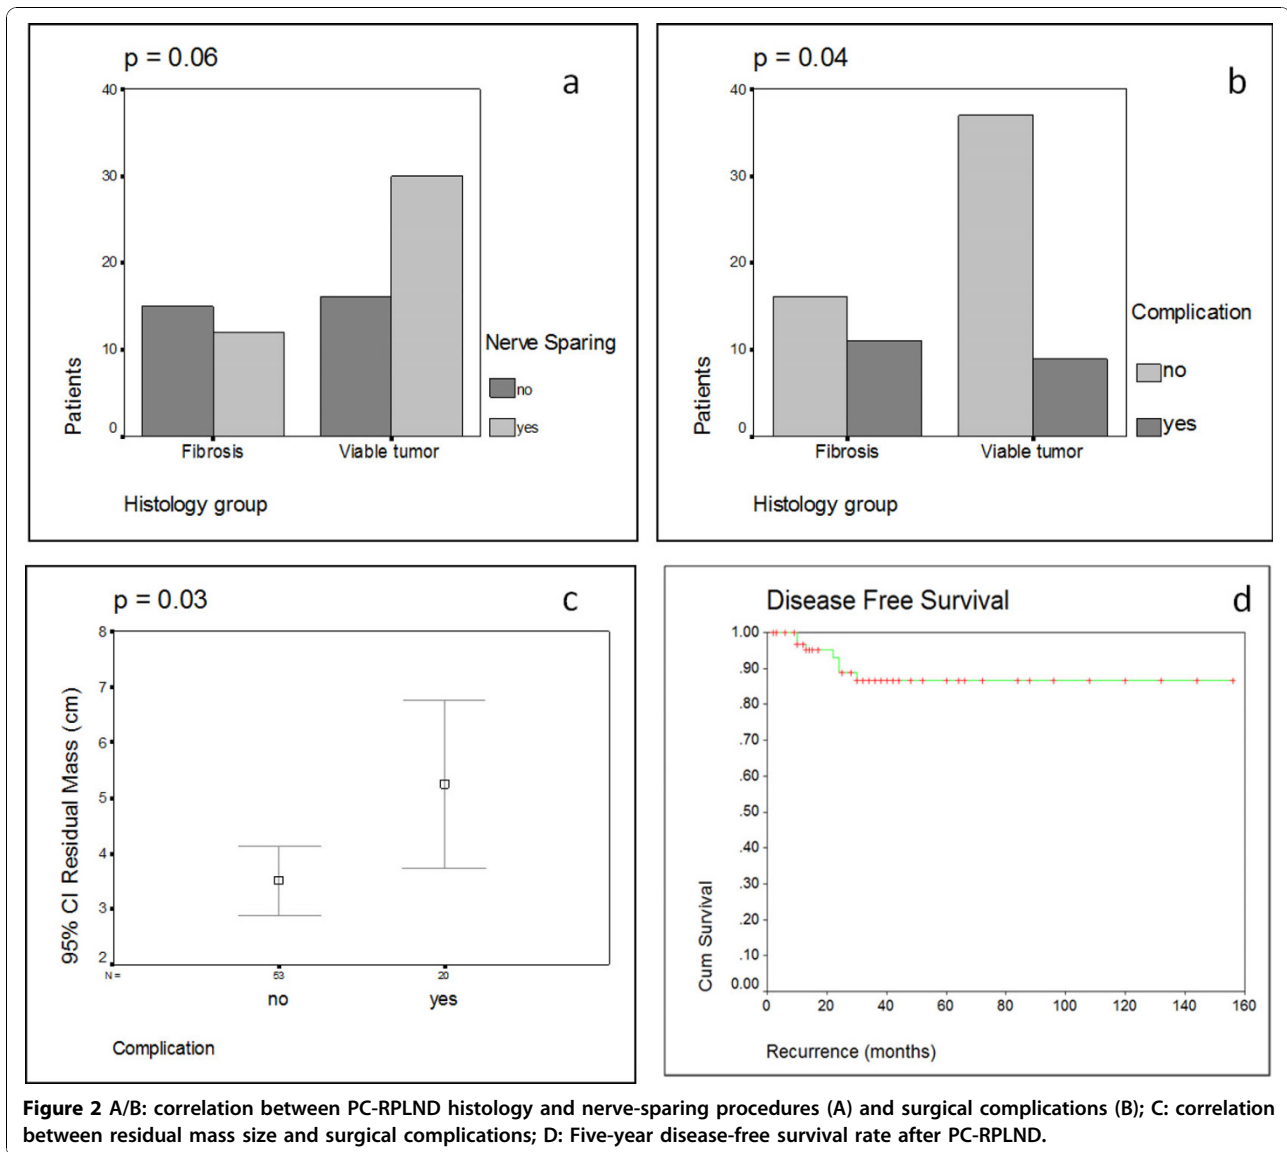 p = 0.06
a
40
30
20
10
0
Patients
Fibrosis
Viable tumor
Histology group
Nerve Sparing
no
yes
p = 0.04
b
40
30
20
10
0
Patients
Fibrosis
Viable tumor
Histology group
Complication
no
yes
p = 0.03
c
8
7
6
5
4
3
2
95% CI Residual Mass (cm)
N =
53
20
no
yes
Complication
Disease Free Survival
d
1.00
.90
.80
.70
.60
.50
.40
.30
.20
.10
0.00
Cum Survival
0
20
40
60
80
100
120
140
160
Recurrence (months)
Figure 2 A/B: correlation between PC-RPLND histology and nerve-sparing procedures (A) and surgical complications (B); C: correlation
between residual mass size and surgical complications; D: Five-year disease-free survival rate after PC-RPLND.